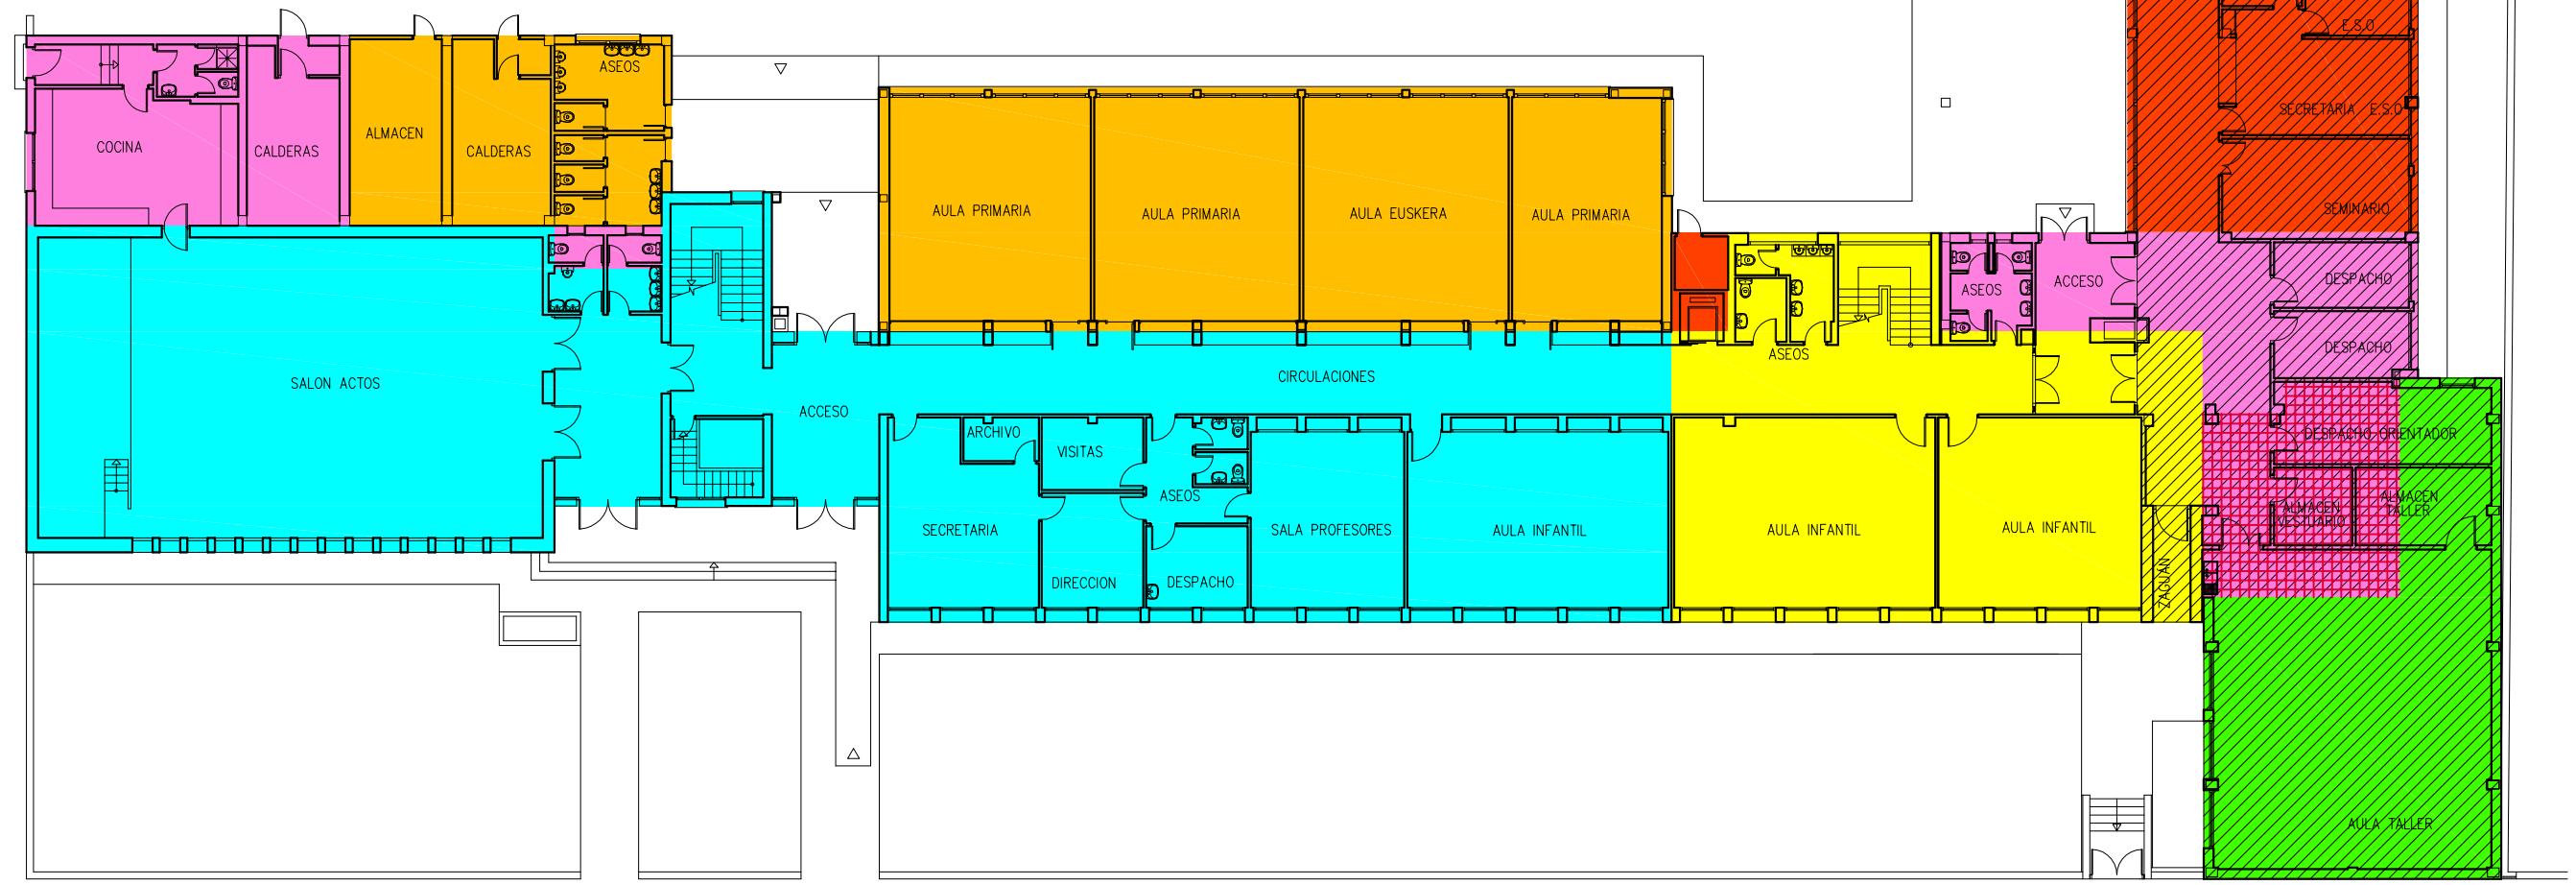 E.S.O
ASEOS
SECRETARIA E.S.O
ALMACEN
COCINA
CALDERAS
CALDERAS
AULA PRIMARIA
AULA PRIMARIA
AULA EUSKERA
AULA PRIMARIA
SEMINARIO
ASEOS
ACCESO
DESPACHO
ASEOS
DESPACHO
SALON ACTOS
CIRCULACIONES
ACCESO
ARCHIVO
VISITAS
DESPACHO ORIENTADOR
ASEOS
ALMACEN
TALLER
ALMACEN
VESTUARIO
SECRETARIA
SALA PROFESORES
AULA INFANTIL
AULA INFANTIL
AULA INFANTIL
DIRECCION
DESPACHO
ZAGUAN
AULA TALLER